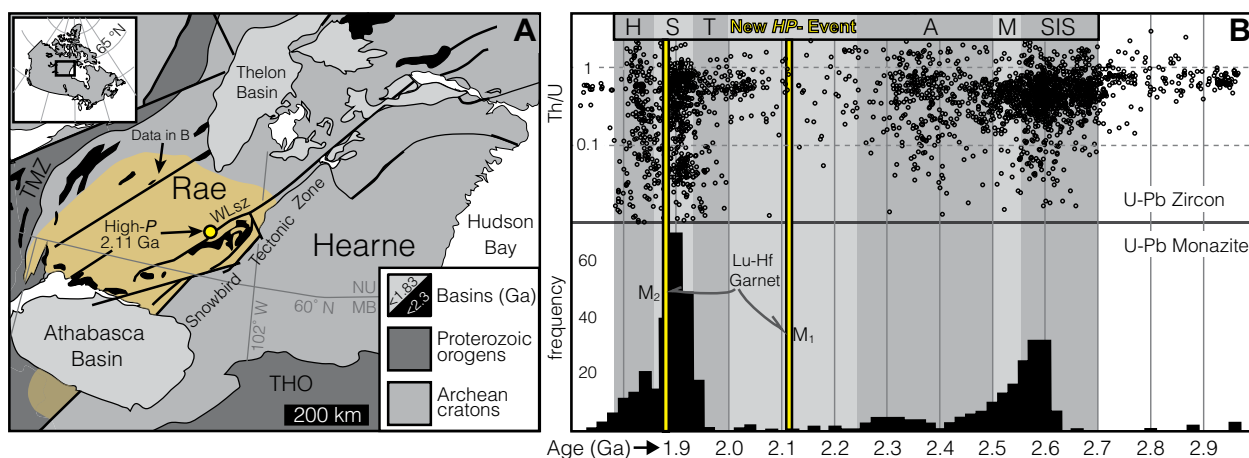 A
65 °N
Thelon
Basin
Data in B
TMZ
Rae
WLsz
High-P
2.11 Ga
Snowbird Tectonic Zone
Hearne
Hudson
Bay
NU
60° N
MB
102° W
Athabasca
Basin
THO
200 km
<1.83
<2.3
Basins (Ga)
Proterozoic
orogens
Archean
cratons
H S T New HP- Event A M SIS
B
1
Th/U
0.1
U-Pb Zircon
U-Pb Monazite
60
Lu-Hf
Garnet
M2
frequency
40
M1
20
Age (Ga) 1.9 2.0 2.1 2.2 2.3 2.4 2.5 2.6 2.7 2.8 2.9